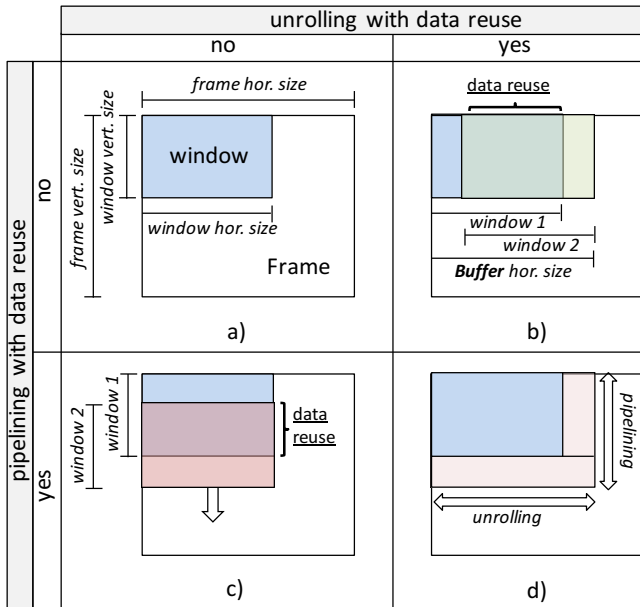 unrolling with data reuse
no
yes
pipelining with data reuse
no
yes
frame hor. size
frame vert. size
window vert. size
window
window hor. size
Frame
a)
data reuse
window 1
window 2
Buffer hor. size
b)
window 1
window 2
data
reuse
c)
pipelining
unrolling
d)